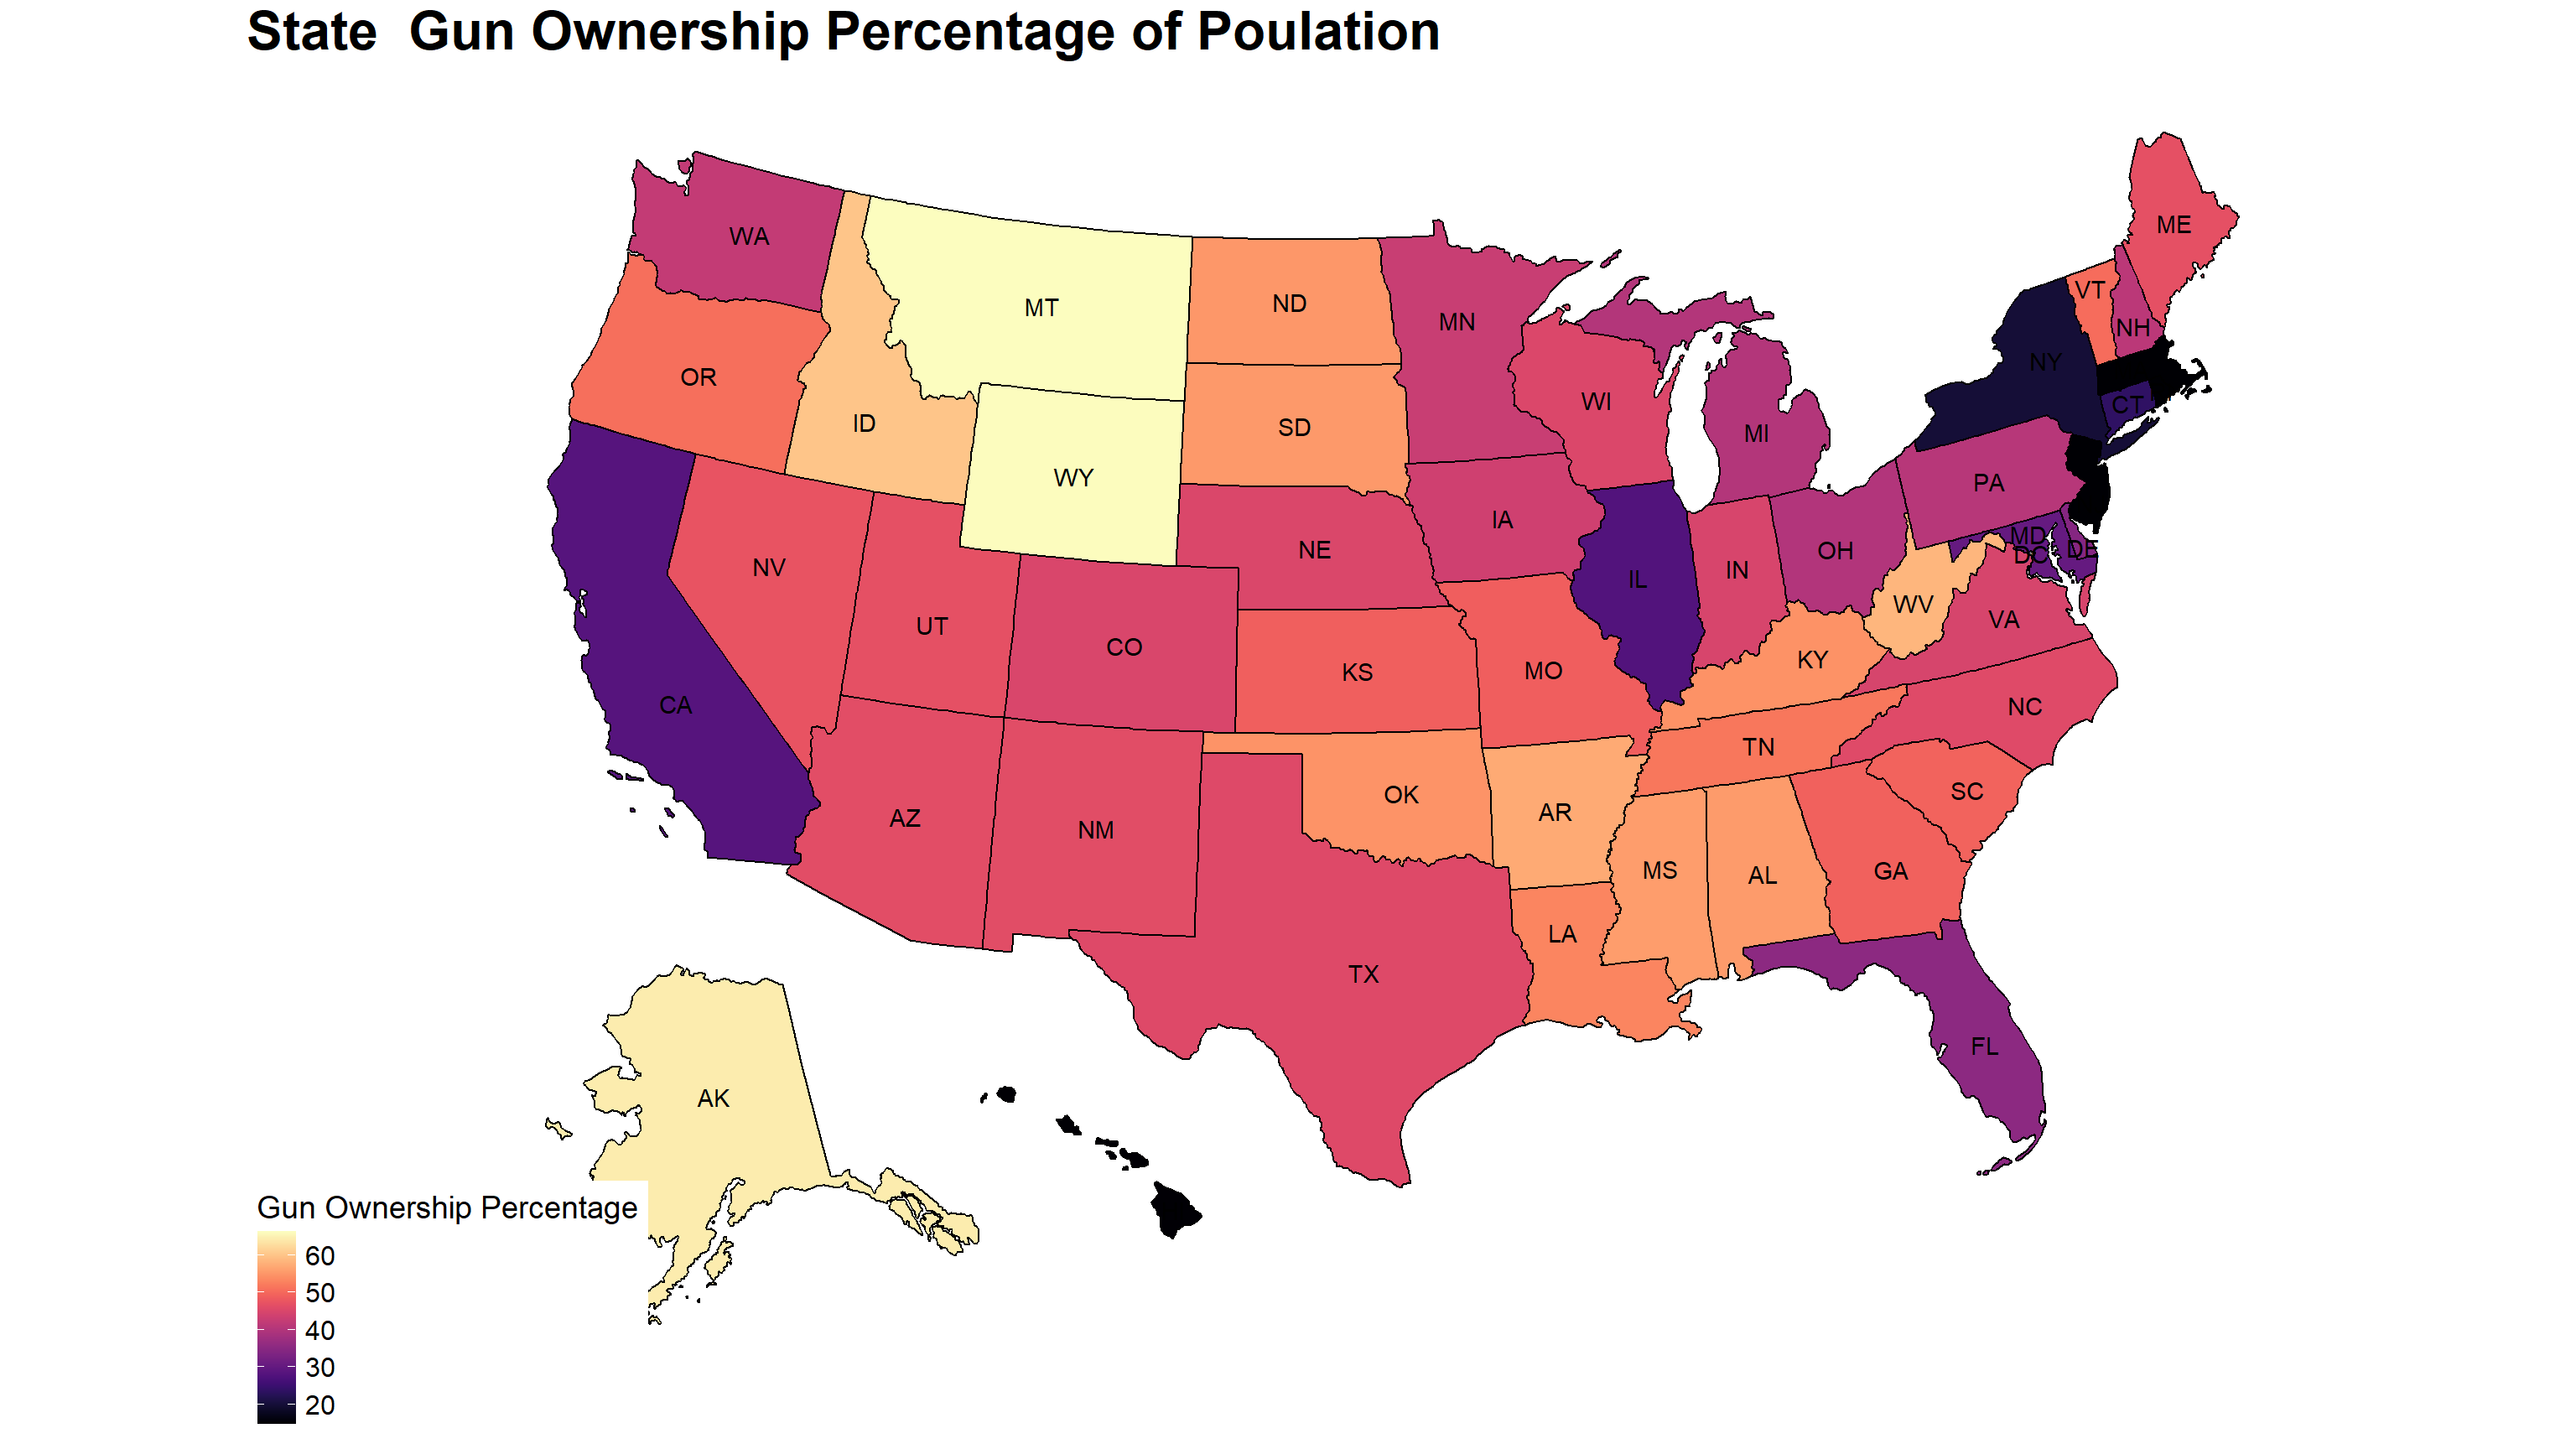 State  Gun Ownership Percentage of Poulation
ME
WA
VT
MT
ND
MN
NH
NY
OR
WI
CT
ID
SD
MI
WY
PA
IA
MD
NE
OH
DE
DC
NV
IN
IL
WV
UT
VA
CO
KY
KS
MO
CA
NC
TN
SC
OK
AR
AZ
NM
MS
AL
GA
LA
TX
FL
AK
Gun Ownership Percentage
60
50
40
30
20